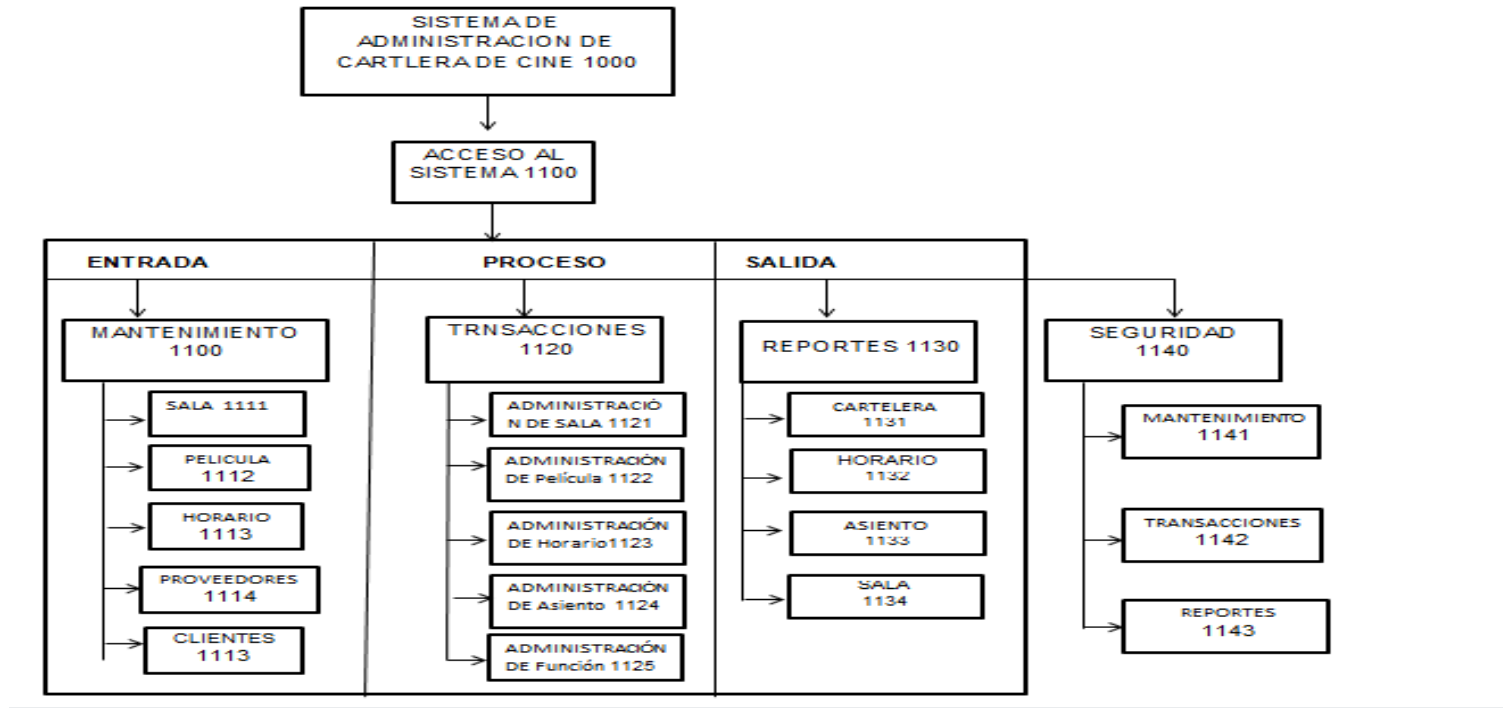 SISTEMA DE
ADMINISTRACION DE
CARTLERA DE CINE 1000
ACCESO AL
SISTEMA 1100
ENTRADA
PROCESO
SALIDA
MANTENIMIENTO
1100
SALA 1111
PELICULA
1112
HORARIO
1113
PROVEEDORES
1114
CLIENTES
1113
TRNSACCIONES
1120
ADMINISTRACIÓ
N DE SALA 1121
ADMINISTRACIÓN
DE Película 1122
ADMINISTRACIÓN
DE Horario1123
ADMINISTRACIÓN
DE Asiento 1124
ADMINISTRACIÓN
DE Función 1125
REPORTES 1130
CARTELERA
1131
HORARIO
1132
ASIENTO
1133
SALA
1134
SEGURIDAD
1140
MANTENIMIENTO
1141
TRANSACCIONES
1142
REPORTES
1143